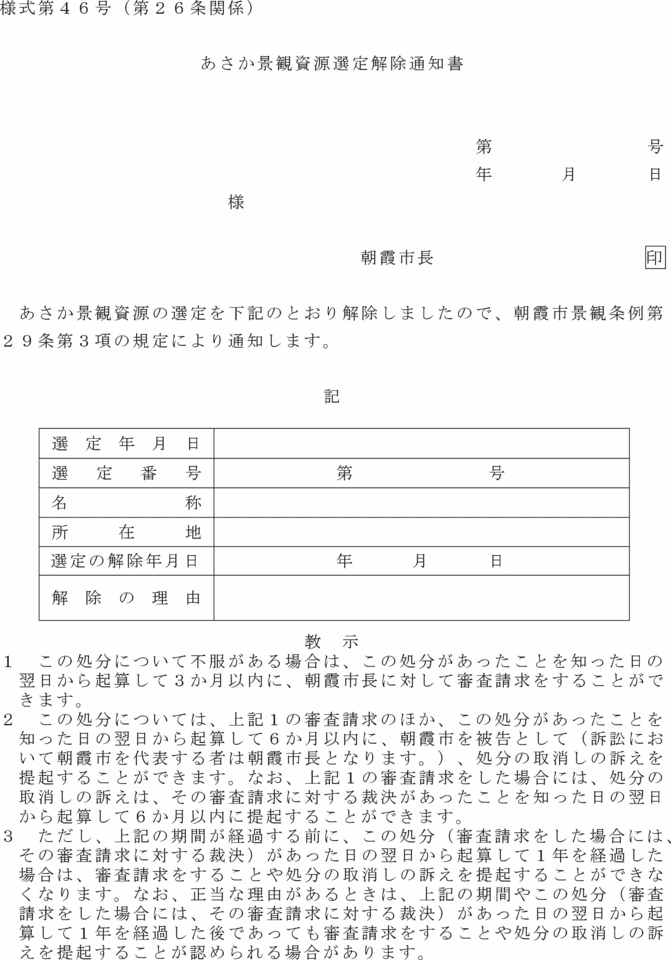 様式第４６号（第２６条関係）
あさか景観資源選定解除通知書
第　　　　　　　　号
年　　　月　　　日
様
朝霞市長　　　　　　　　　印
あさか景観資源の選定を下記のとおり解除しましたので、朝霞市景観条例第
２９条第３項の規定により通知します。
記
選定年月日
選定番号　　第　　　　　　　号
名称
所在地
選定の解除年月日　　年　　　月　　　日
解除の理由
教　示
１　この処分について不服がある場合は、この処分があったことを知った日の
翌日から起算して３か月以内に、朝霞市長に対して審査請求をすることがで
きます。
２　この処分については、上記１の審査請求のほか、この処分があったことを
知った日の翌日から起算して６か月以内に、朝霞市を被告として（訴訟にお
いて朝霞市を代表する者は朝霞市長となります。）、処分の取消しの訴えを
提起することができます。なお、上記１の審査請求をした場合には、処分の
取消しの訴えは、その審査請求に対する裁決があったことを知った日の翌日
から起算して６か月以内に提起することができます。
３　ただし、上記の期間が経過する前に、この処分（審査請求をした場合には、
その審査請求に対する裁決）があった日の翌日から起算して１年を経過した
場合は、審査請求をすることや処分の取消しの訴えを提起することができな
くなります。なお、正当な理由があるときは、上記の期間やこの処分（審査
請求をした場合には、その審査請求に対する裁決）があった日の翌日から起
算して１年を経過した後であっても審査請求をすることや処分の取消しの訴
えを提起することが認められる場合があります。